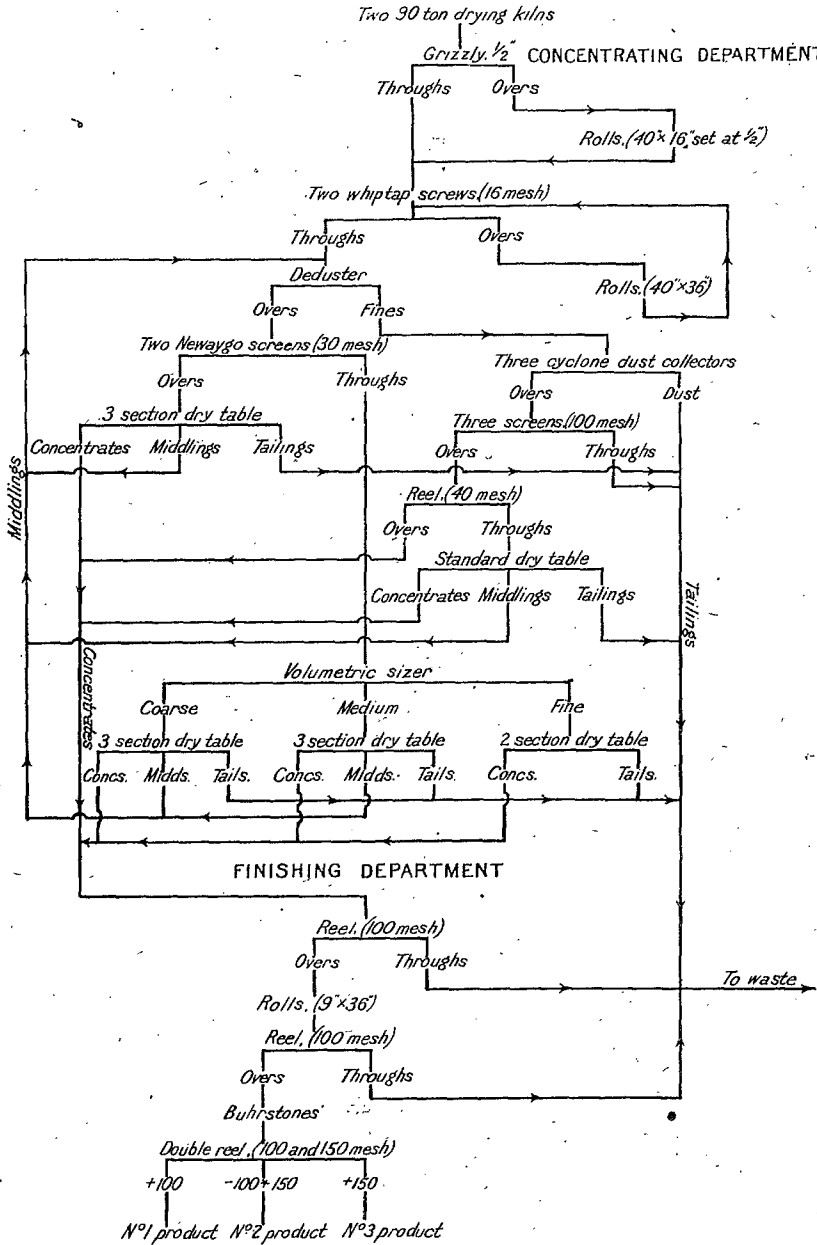 Two 90 ton drying kilns
Grizzly. 1/2" CONCENTRATING DEPARTMENT
Throughs Overs
Rolls. (40"x16" set at 1/2")
Two whiptap screws. (16 mesh)
Throughs Overs
Deduster
Rolls. (40"x36")
Overs Fines
Two Newaygo screens (30 mesh)
Three cyclone dust collectors
Overs Throughs
Overs Dust
3 section dry table
Three screens. (100 mesh)
Concentrates Middlings Tailings
Overs Throughs
Middlings
Reel. (40 mesh)
Overs Throughs
Standard dry table
Concentrates Middlings Tailings
Tailings
Concentrates
Volumetric sizer
Coarse Medium Fine
3 section dry table 3 section dry table 2 section dry table
Concs. Midds. Tails. Concs. Midds. Tails. Concs. Tails.
FINISHING DEPARTMENT
Reel. (100 mesh)
Overs Throughs
To waste
Rolls. (9"x36")
Reel. (100 mesh)
Overs Throughs
Buhrstones
Double reel. (100 and 150 mesh)
+100 -100+150 +150
Nº1 product Nº2 product Nº3 product